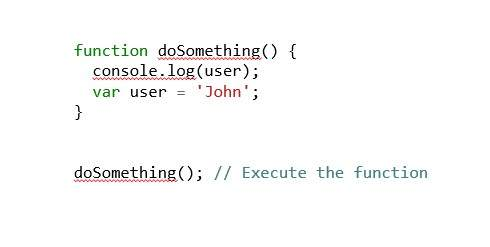 function doSomething() {
  console.log(user);
  var user = 'John';
}
doSomething(); // Execute the function